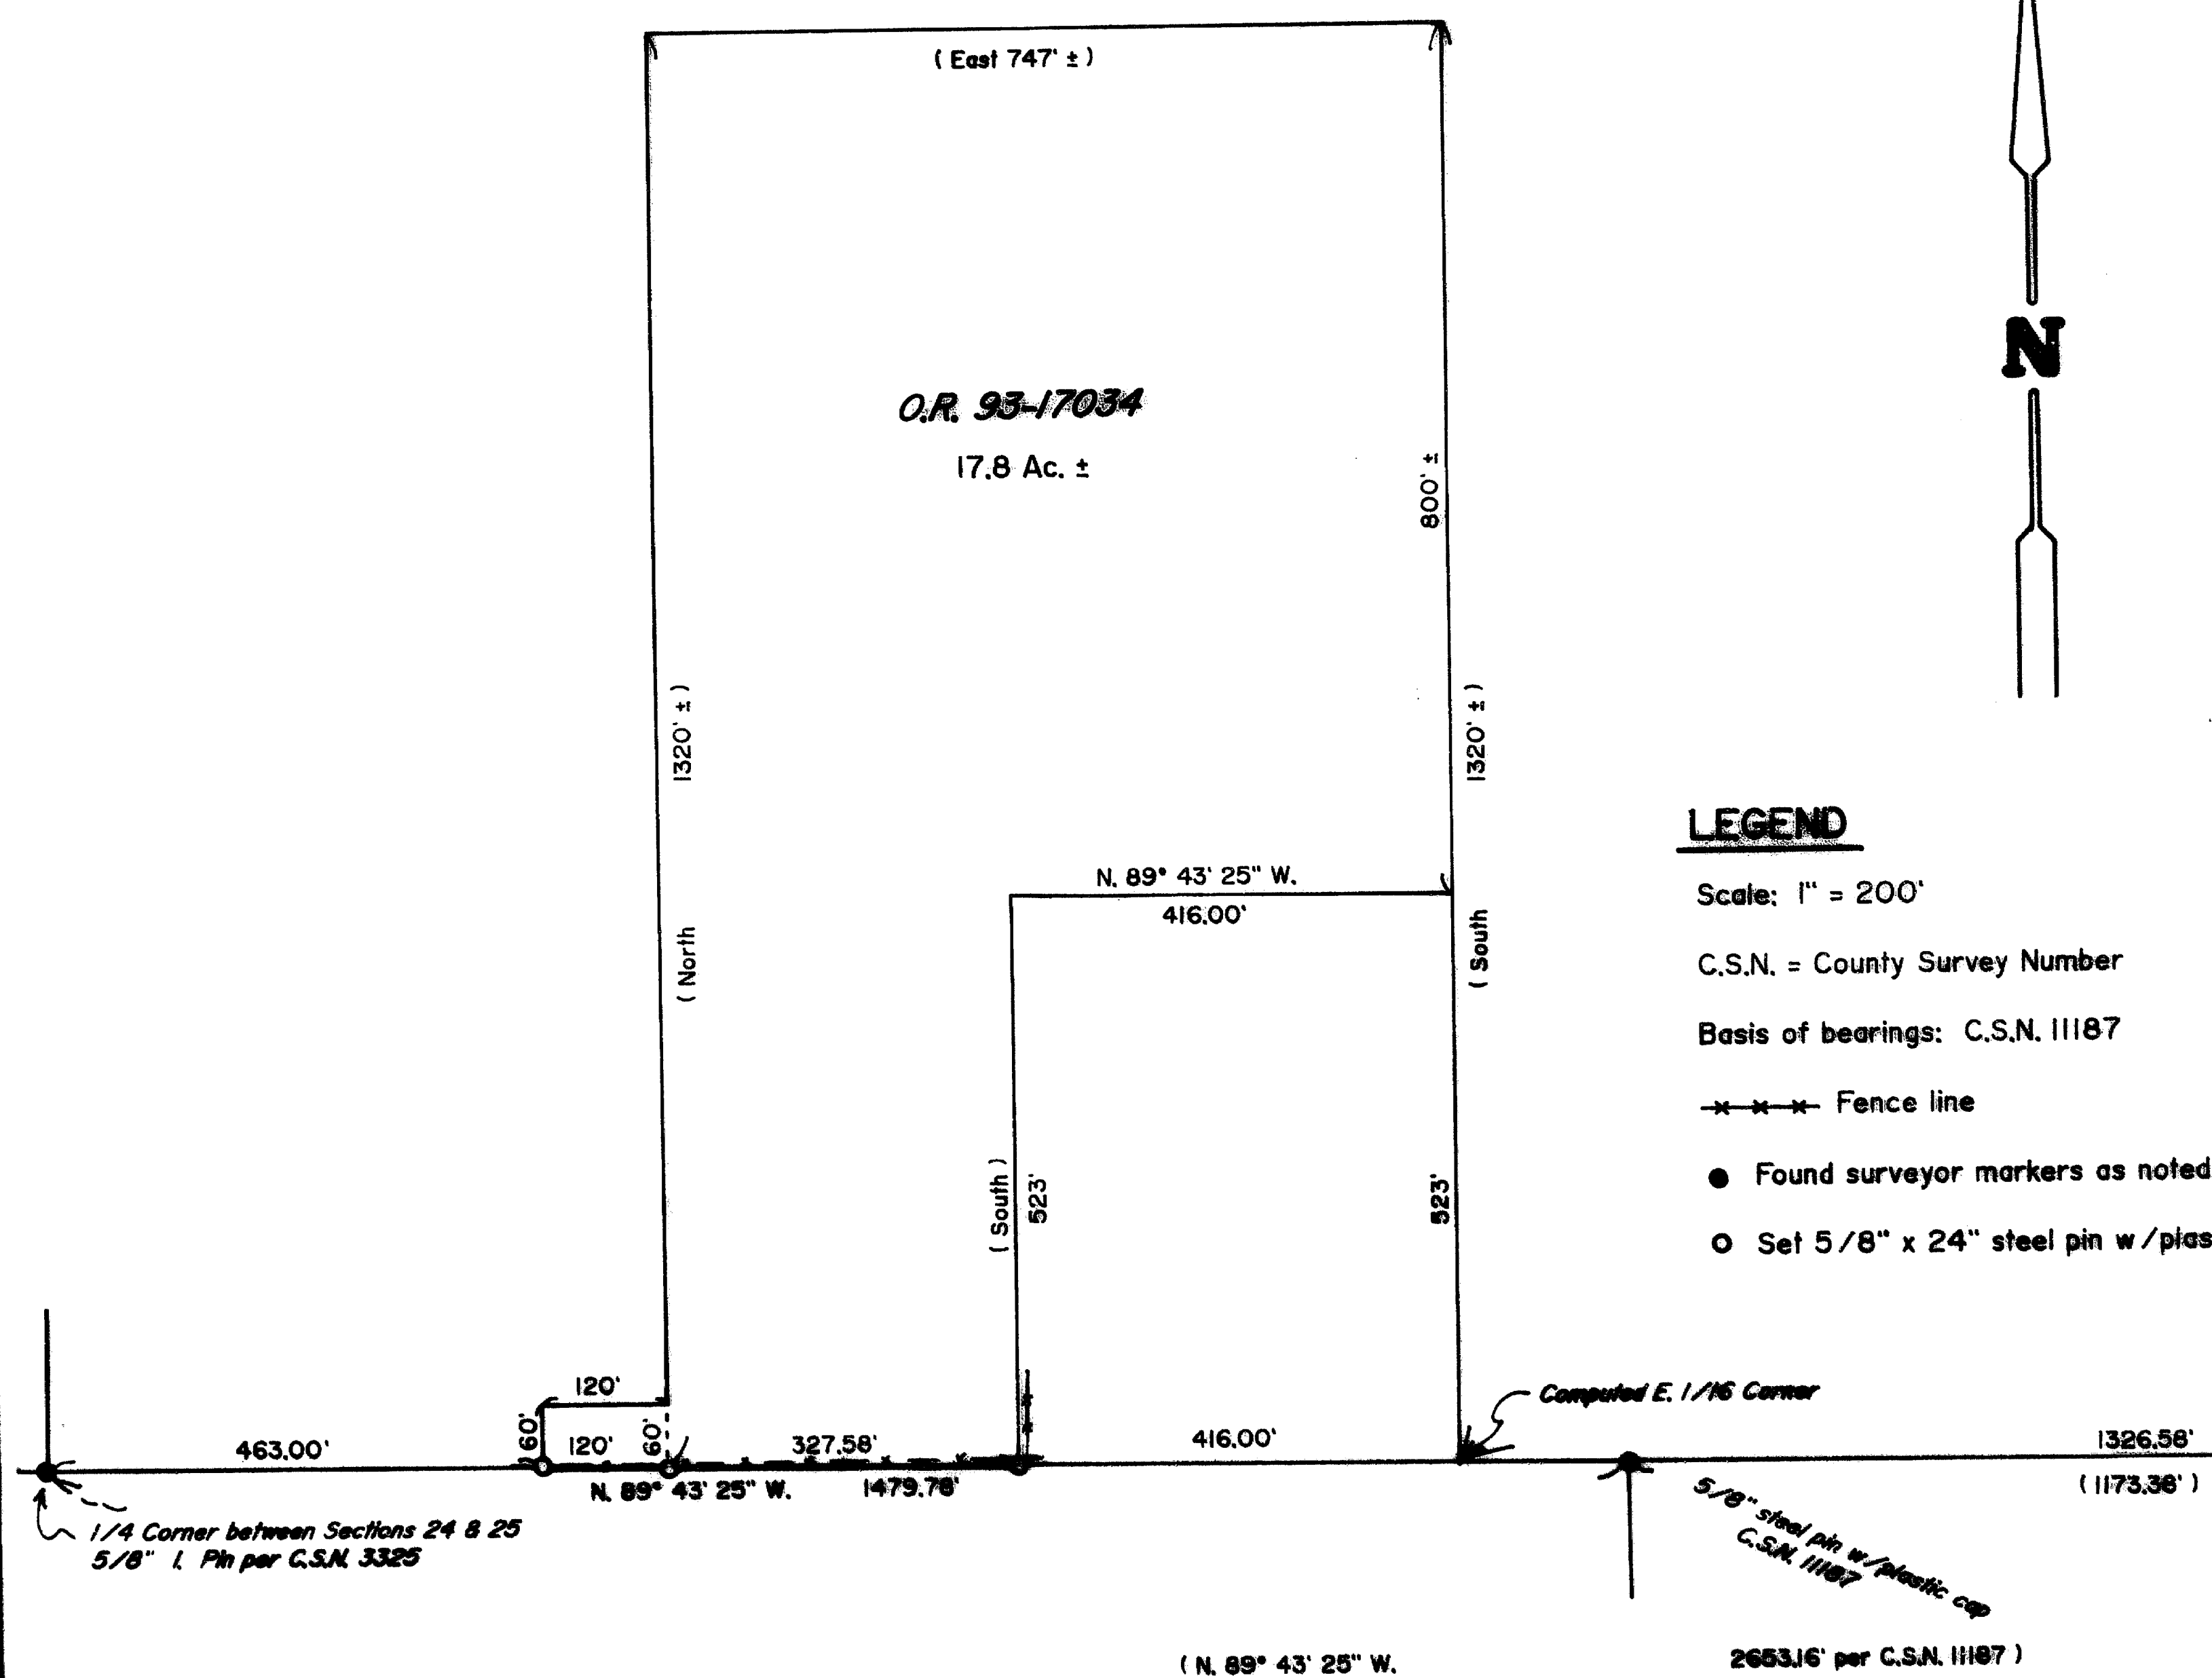 ( East 747' ± )
N
O.R. 93-17034
17.8 Ac. ±
800' ±
1320' ± )
1320' ± )
( North
( South
N. 89° 43' 25" W.
416.00'
LEGEND
Scale: 1" = 200'
C.S.N. = County Survey Number
Basis of bearings: C.S.N. 11187
Fence line
Found surveyor markers as noted
Set 5/8" x 24" steel pin w/plas
( South )
523'
523'
120'
60'
120'
60'
463.00'
327.58'
416.00'
Computed E. 1/16 Corner
1326.58'
N. 89° 43' 25" W.
1479.78'
( 1173.38' )
1/4 Corner between Sections 24 & 25
5/8" I. Pin per C.S.N. 3325
5/8" steel pin w/plastic cap
C.S.N. 11187
( N. 89° 43' 25" W.
2653.16' per C.S.N. 11187 )